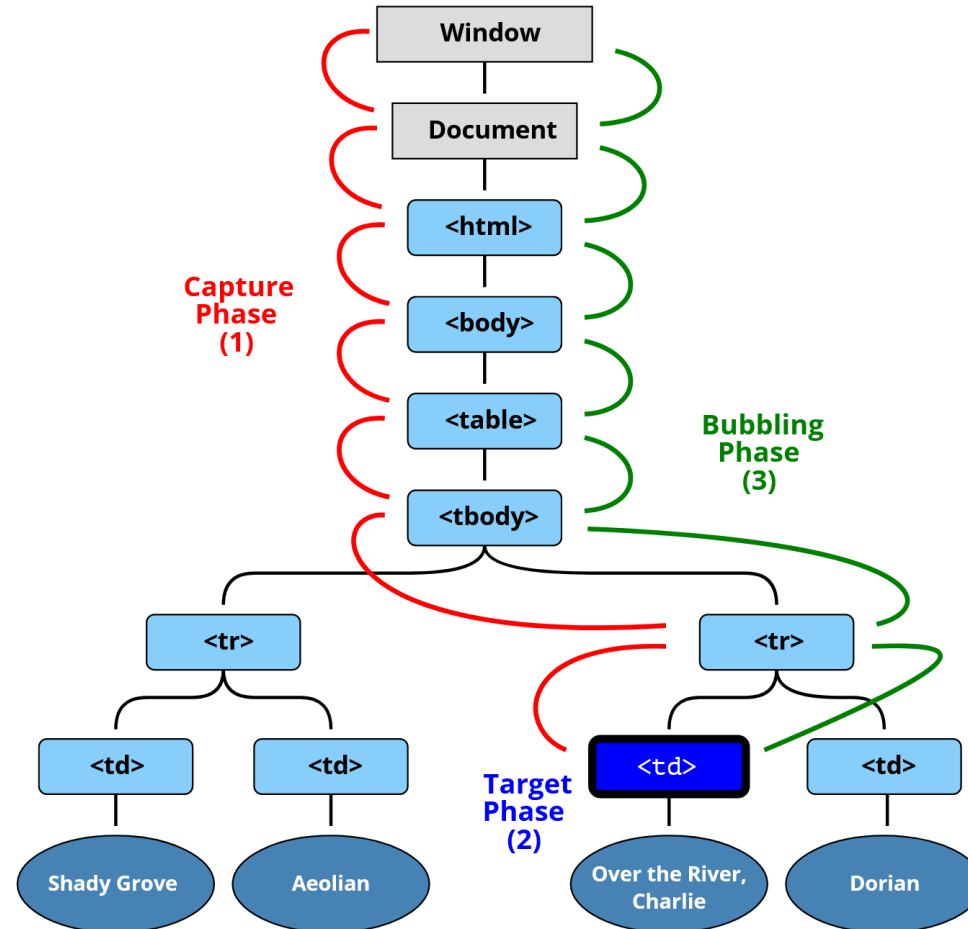 Window
Document
<html>
Capture
Phase
(1)
<body>
<table>
Bubbling
Phase
(3)
<tbody>
<tr>
<tr>
<td>
<td>
<td>
<td>
Target
Phase
(2)
Shady Grove
Aeolian
Over the River,
Charlie
Dorian